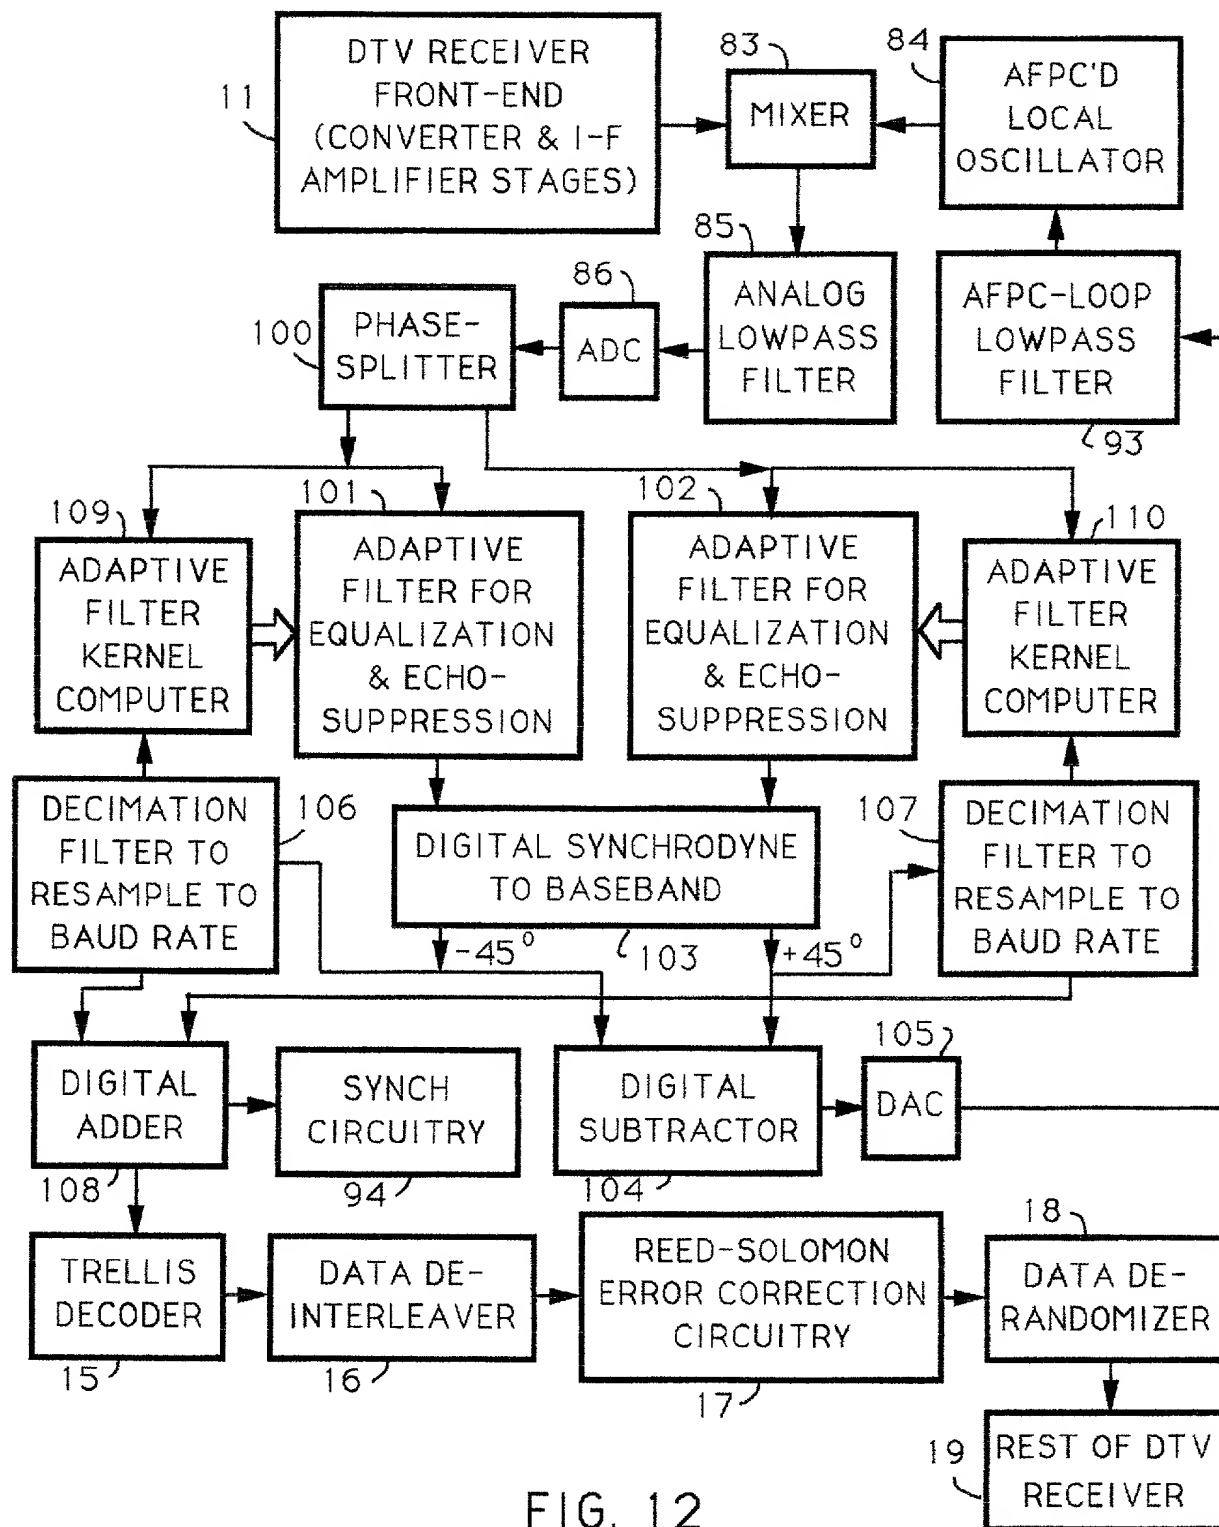 DTV RECEIVER
FRONT-END
(CONVERTER & I-F
AMPLIFIER STAGES)
11
83
MIXER
84
AFPC'D
LOCAL
OSCILLATOR
85
ANALOG
LOWPASS
FILTER
86
ADC
100
PHASE-
SPLITTER
AFPC-LOOP
LOWPASS
FILTER
93
109
ADAPTIVE
FILTER
KERNEL
COMPUTER
101
ADAPTIVE
FILTER FOR
EQUALIZATION
& ECHO-
SUPPRESSION
102
ADAPTIVE
FILTER FOR
EQUALIZATION
& ECHO-
SUPPRESSION
110
ADAPTIVE
FILTER
KERNEL
COMPUTER
DECIMATION
FILTER TO
RESAMPLE TO
BAUD RATE
106
DIGITAL SYNCHRODYNE
TO BASEBAND
-45°
103
+45°
107
DECIMATION
FILTER TO
RESAMPLE TO
BAUD RATE
DIGITAL
ADDER
108
SYNCH
CIRCUITRY
94
DIGITAL
SUBTRACTOR
104
105
DAC
TRELLIS
DECODER
15
DATA DE-
INTERLEAVER
16
REED-SOLOMON
ERROR CORRECTION
CIRCUITRY
17
18
DATA DE-
RANDOMIZER
19
REST OF DTV
RECEIVER
FIG. 12